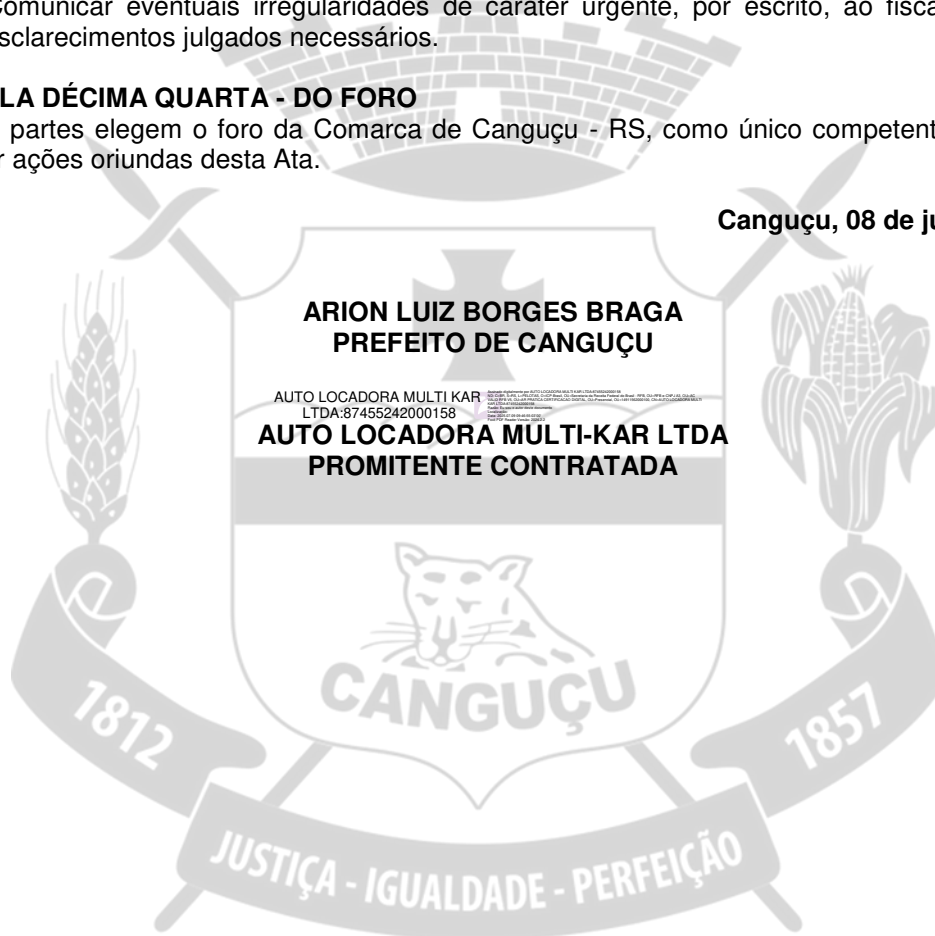 Comunicar eventuais irregularidades de caráter urgente, por escrito, ao fisca
sclarecimentos julgados necessários.
LA DÉCIMA QUARTA - DO FORO
partes elegem o foro da Comarca de Canguçu - RS, como único competent
r ações oriundas desta Ata.
Canguçu, 08 de ju
ARION LUIZ BORGES BRAGA
PREFEITO DE CANGUÇU
AUTO LOCADORA MULTI KAR
LTDA:87455242000158
AUTO LOCADORA MULTI-KAR LTDA
PROMITENTE CONTRATADA
CANGUÇU
1812
1857
JUSTIÇA - IGUALDADE - PERFEIÇÃO